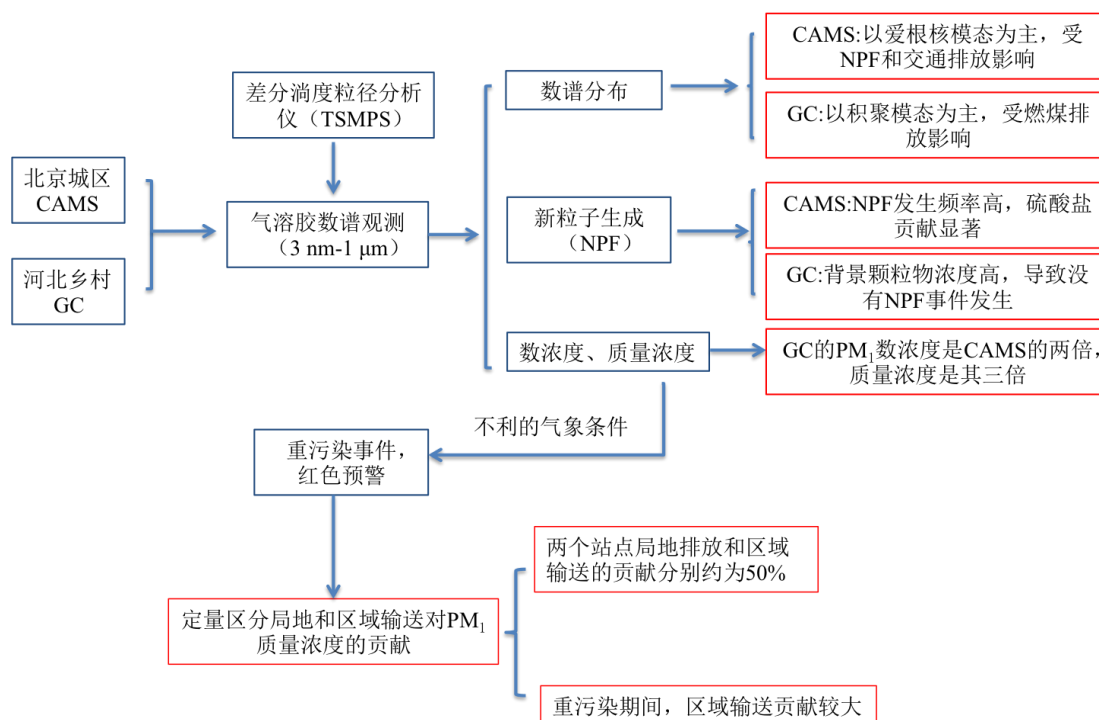 差分淌度粒径分析
仪（TSMPS）
北京城区
CAMS
河北乡村
GC
气溶胶数谱观测
（3 nm-1 μm）
数谱分布
CAMS:以爱根核模态为主，受
NPF和交通排放影响
GC:以积聚模态为主，受燃煤排
放影响
新粒子生成
（NPF）
CAMS:NPF发生频率高，硫酸盐
贡献显著
GC:背景颗粒物浓度高，导致没
有NPF事件发生
数浓度、质量浓度
GC的PM₁数浓度是CAMS的两倍，
质量浓度是其三倍
不利的气象条件
重污染事件，
红色预警
定量区分局地和区域输送对PM₁
质量浓度的贡献
两个站点局地排放和区域
输送的贡献分别约为50%
重污染期间，区域输送贡献较大